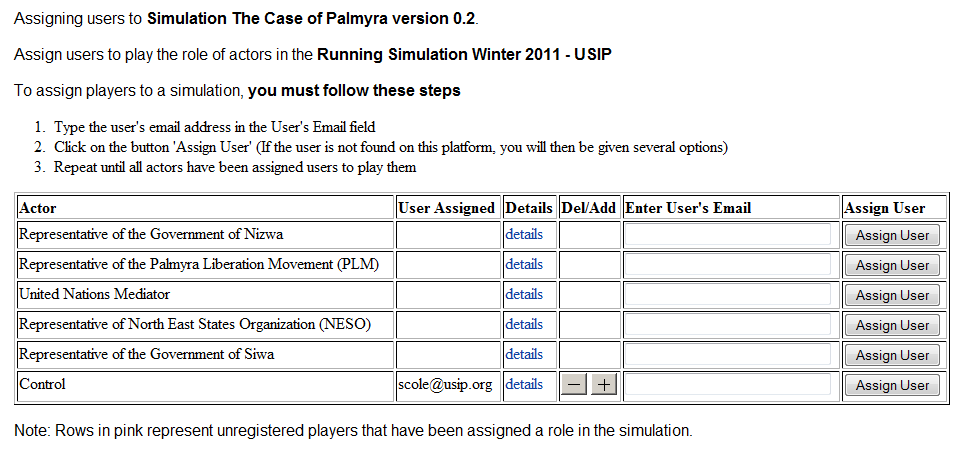 Assigning users to Simulation The Case of Palmyra version 0.2.
Assign users to play the role of actors in the Running Simulation Winter 2011 - USIP
To assign players to a simulation, you must follow these steps
1. Type the user's email address in the User's Email field
2. Click on the button 'Assign User' (If the user is not found on this platform, you will then be given several options)
3. Repeat until all actors have been assigned users to play them
Actor User Assigned Details Del/Add Enter User's Email Assign User
Representative of the Government of Nizwa details Assign User
Representative of the Palmyra Liberation Movement (PLM) details Assign User
United Nations Mediator details Assign User
Representative of North East States Organization (NESO) details Assign User
Representative of the Government of Siwa details Assign User
Control scole@usip.org details − + Assign User
Note: Rows in pink represent unregistered players that have been assigned a role in the simulation.